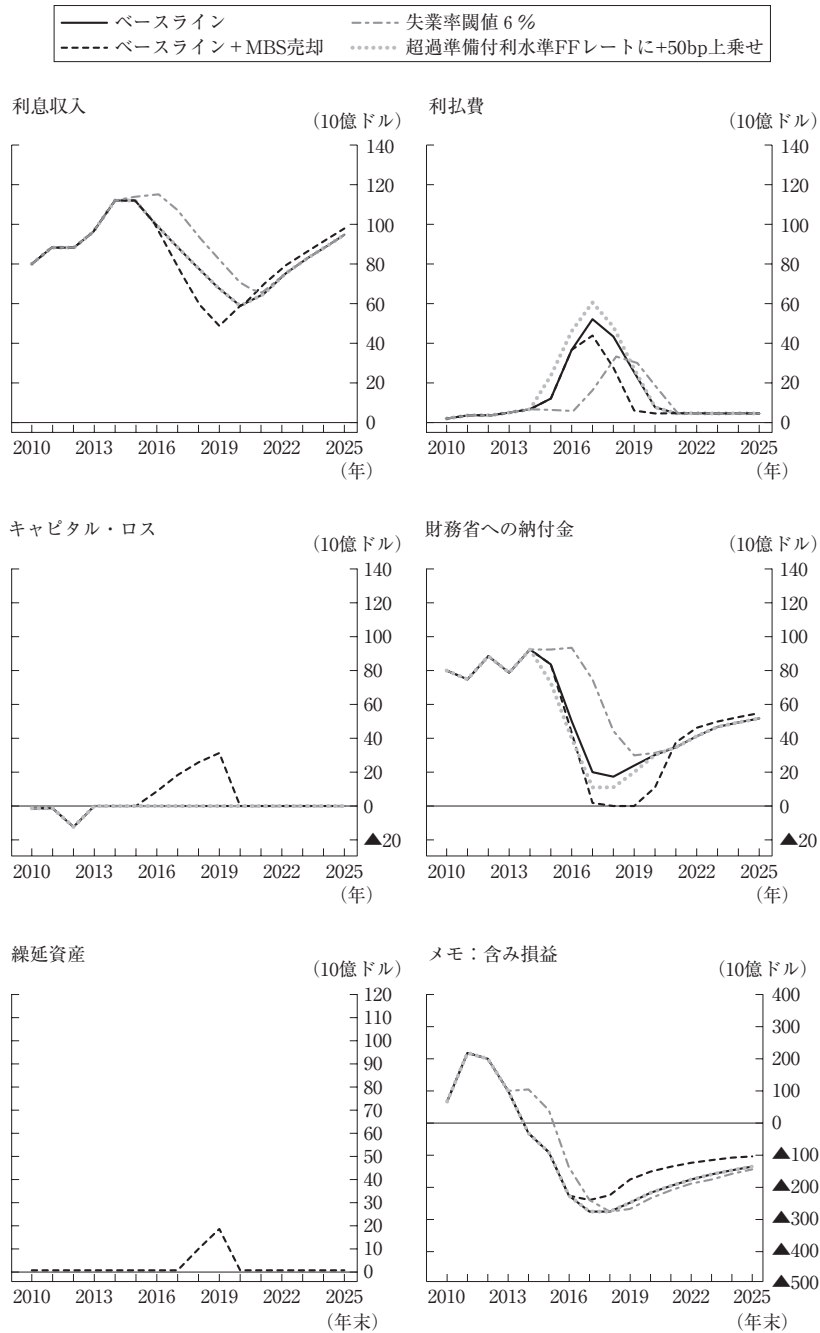 ベースライン
失業率閾値 6 %
ベースライン+MBS売却
超過準備付利水準FFレートに+50bp上乗せ
利息収入
(10億ドル)
140
120
100
80
60
40
20
0
2010 2013 2016 2019 2022 2025
(年)
利払費
(10億ドル)
140
120
100
80
60
40
20
0
2010 2013 2016 2019 2022 2025
(年)
キャピタル・ロス
(10億ドル)
140
120
100
80
60
40
20
0
▲20
2010 2013 2016 2019 2022 2025
(年)
財務省への納付金
(10億ドル)
140
120
100
80
60
40
20
0
▲20
2010 2013 2016 2019 2022 2025
(年)
繰延資産
(10億ドル)
120
110
100
90
80
70
60
50
40
30
20
10
0
2010 2013 2016 2019 2022 2025
(年末)
メモ:含み損益
(10億ドル)
400
300
200
100
0
▲100
▲200
▲300
▲400
▲500
2010 2013 2016 2019 2022 2025
(年末)